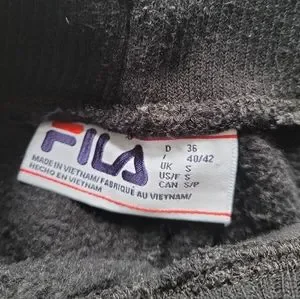 FILA
MADE IN VIETNAM/FABRIQUÉ AU VIETNAM/
HECHO EN VIETNAM
D 36
I 40/42
UK S
US/F S
CAN S/P